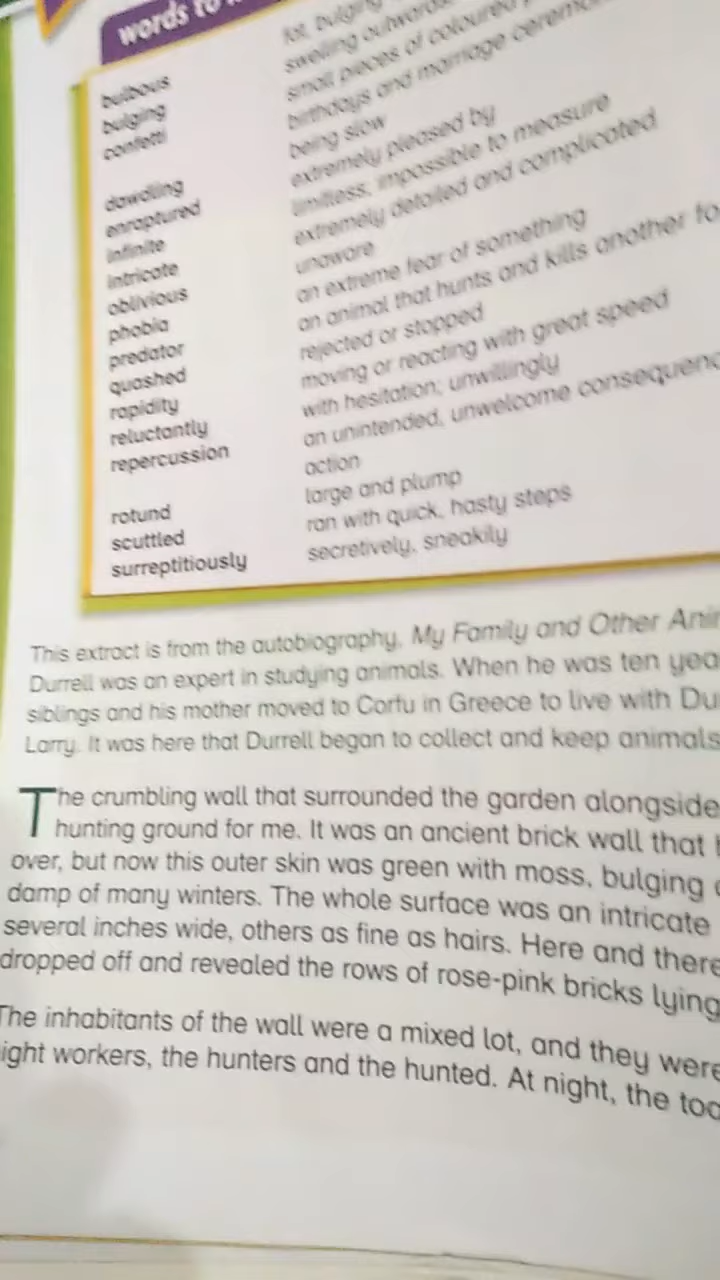 words to
bulbous fat, bulging
bulging swelling outwards
confetti small pieces of coloured
birthdays and marriage
dawdling being slow
enraptured extremely pleased by
infinite limitless, impossible to measure
intricate extremely detailed and complicated
oblivious unaware
phobia an extreme fear of something
predator an animal that hunts and kills another to
quashed rejected or stopped
rapidity moving or reacting with great speed
reluctantly with hesitation; unwillingly
repercussion an unintended, unwelcome
action
rotund large and plump
scuttled ran with quick, hasty steps
surreptitiously secretively, sneakily
This extract is from the autobiography, My Family and Other
Durrell was an expert in studying animals. When he was ten
siblings and his mother moved to Corfu in Greece to live with
Larry. It was here that Durrell began to collect and keep animals
The crumbling wall that surrounded the garden alongside
hunting ground for me. It was an ancient brick wall that
over, but now this outer skin was green with moss, bulging
damp of many winters. The whole surface was an intricate
several inches wide, others as fine as hairs. Here and there
dropped off and revealed the rows of rose-pink bricks lying
The inhabitants of the wall were a mixed lot, and they were
ight workers, the hunters and the hunted. At night, the